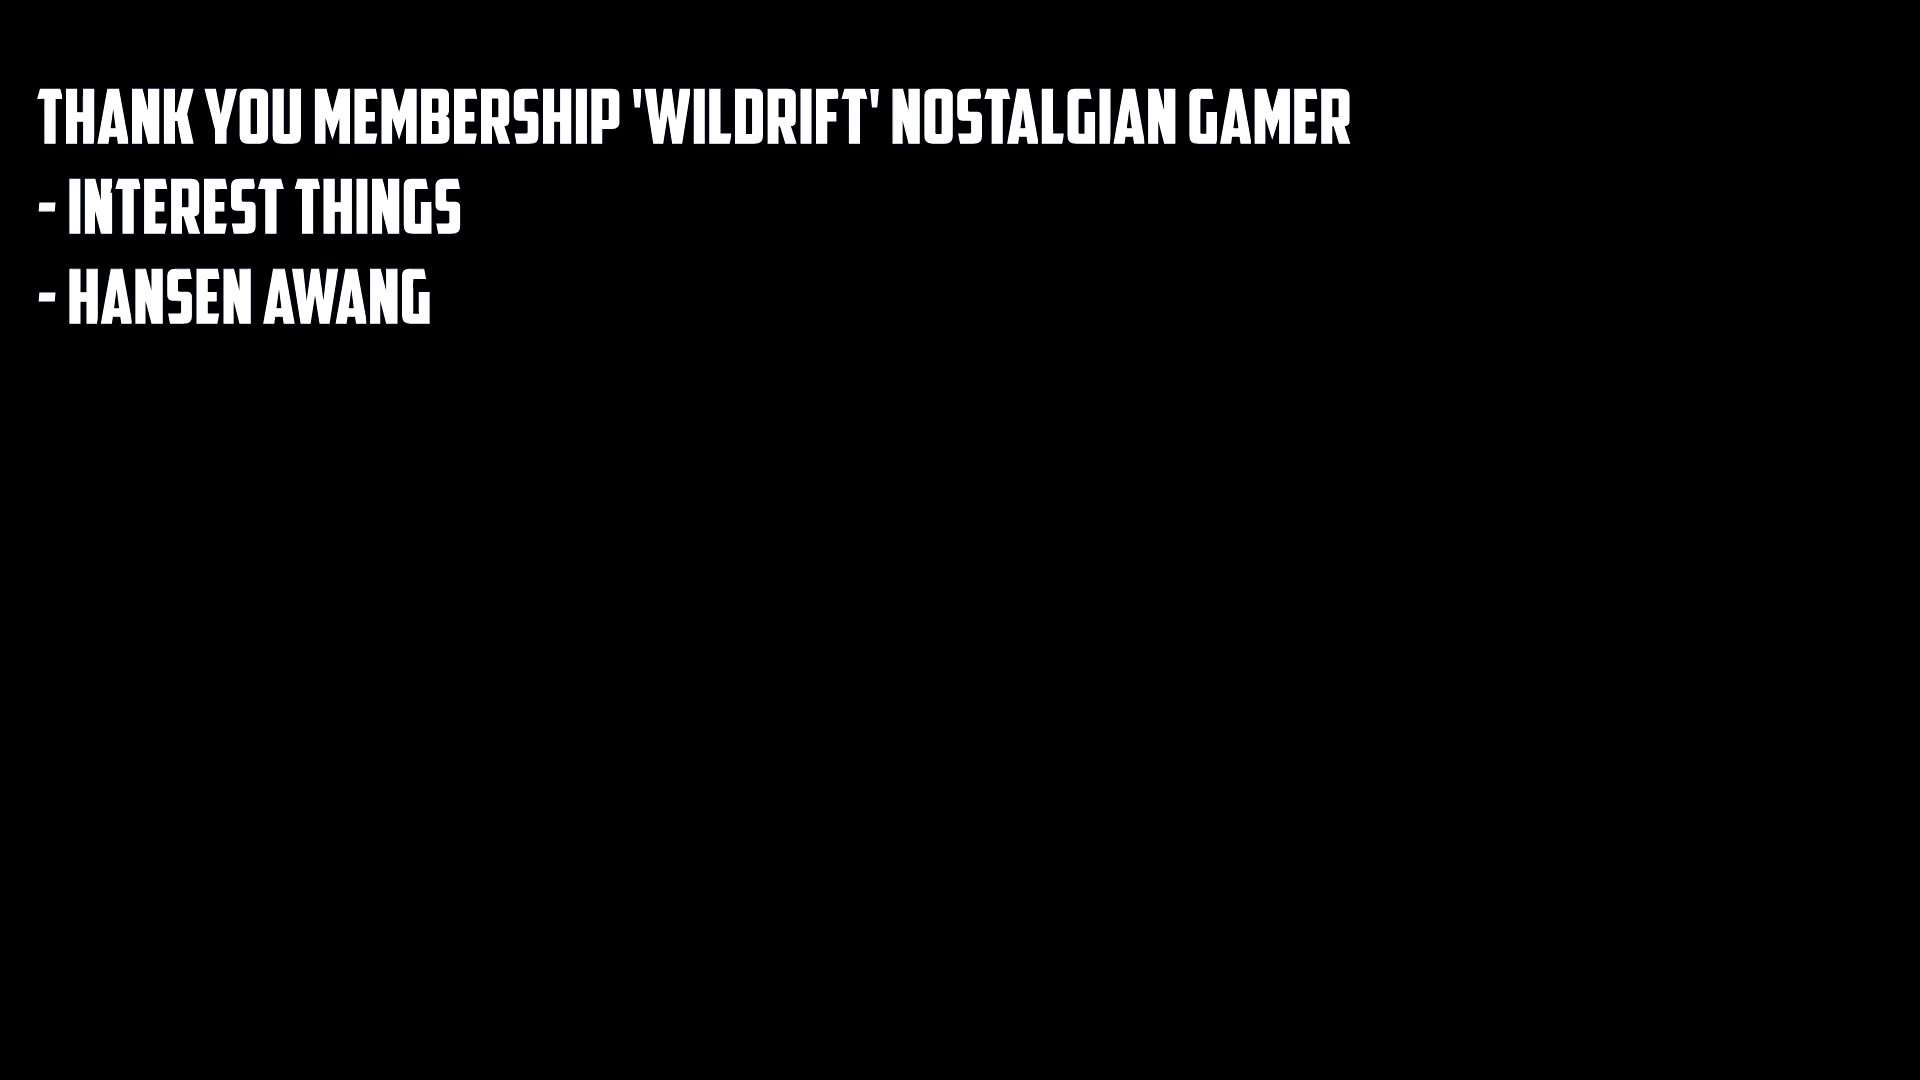 THANK YOU MEMBERSHIP 'WILDRIFT' NOSTALGIAN GAMER
- INTEREST THINGS
- HANSEN AWANG